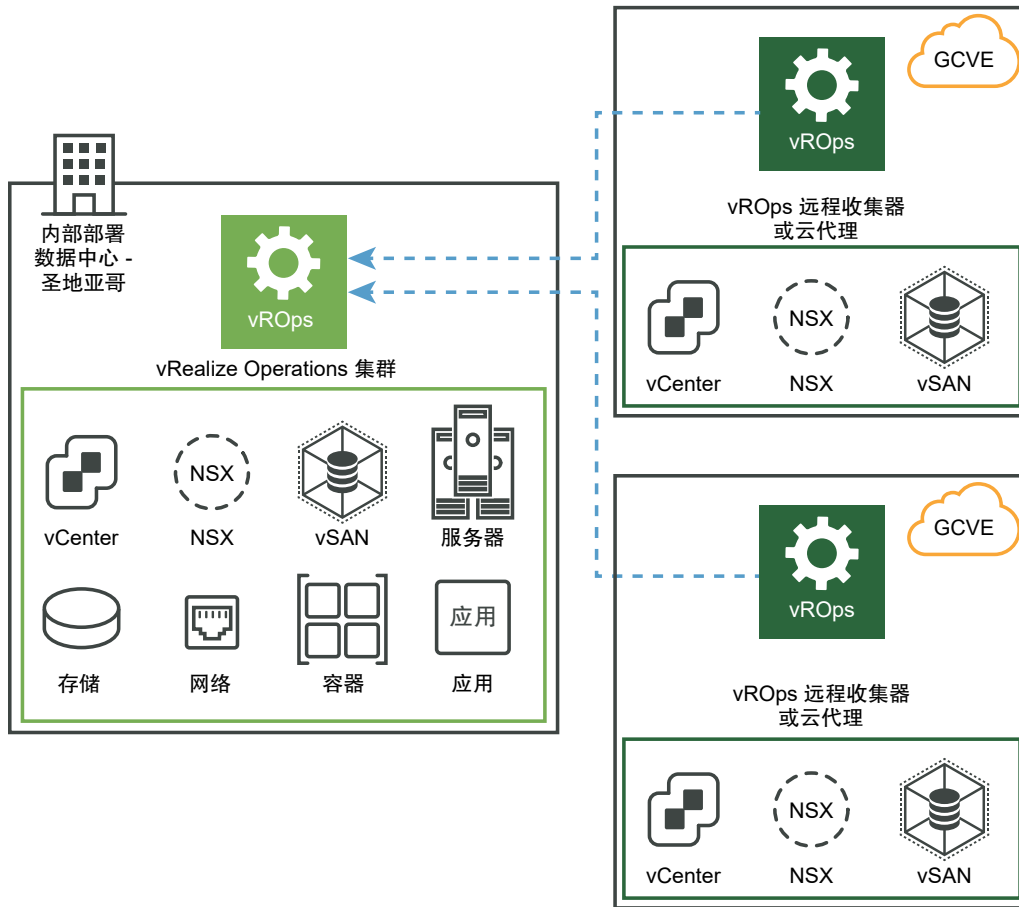 内部部署
数据中心 -
圣地亚哥
vROps
vRealize Operations 集群
NSX
vCenter
NSX
vSAN
服务器
应用
存储
网络
容器
应用
GCVE
vROps
vROps 远程收集器
或云代理
NSX
vCenter
NSX
vSAN
GCVE
vROps
vROps 远程收集器
或云代理
NSX
vCenter
NSX
vSAN